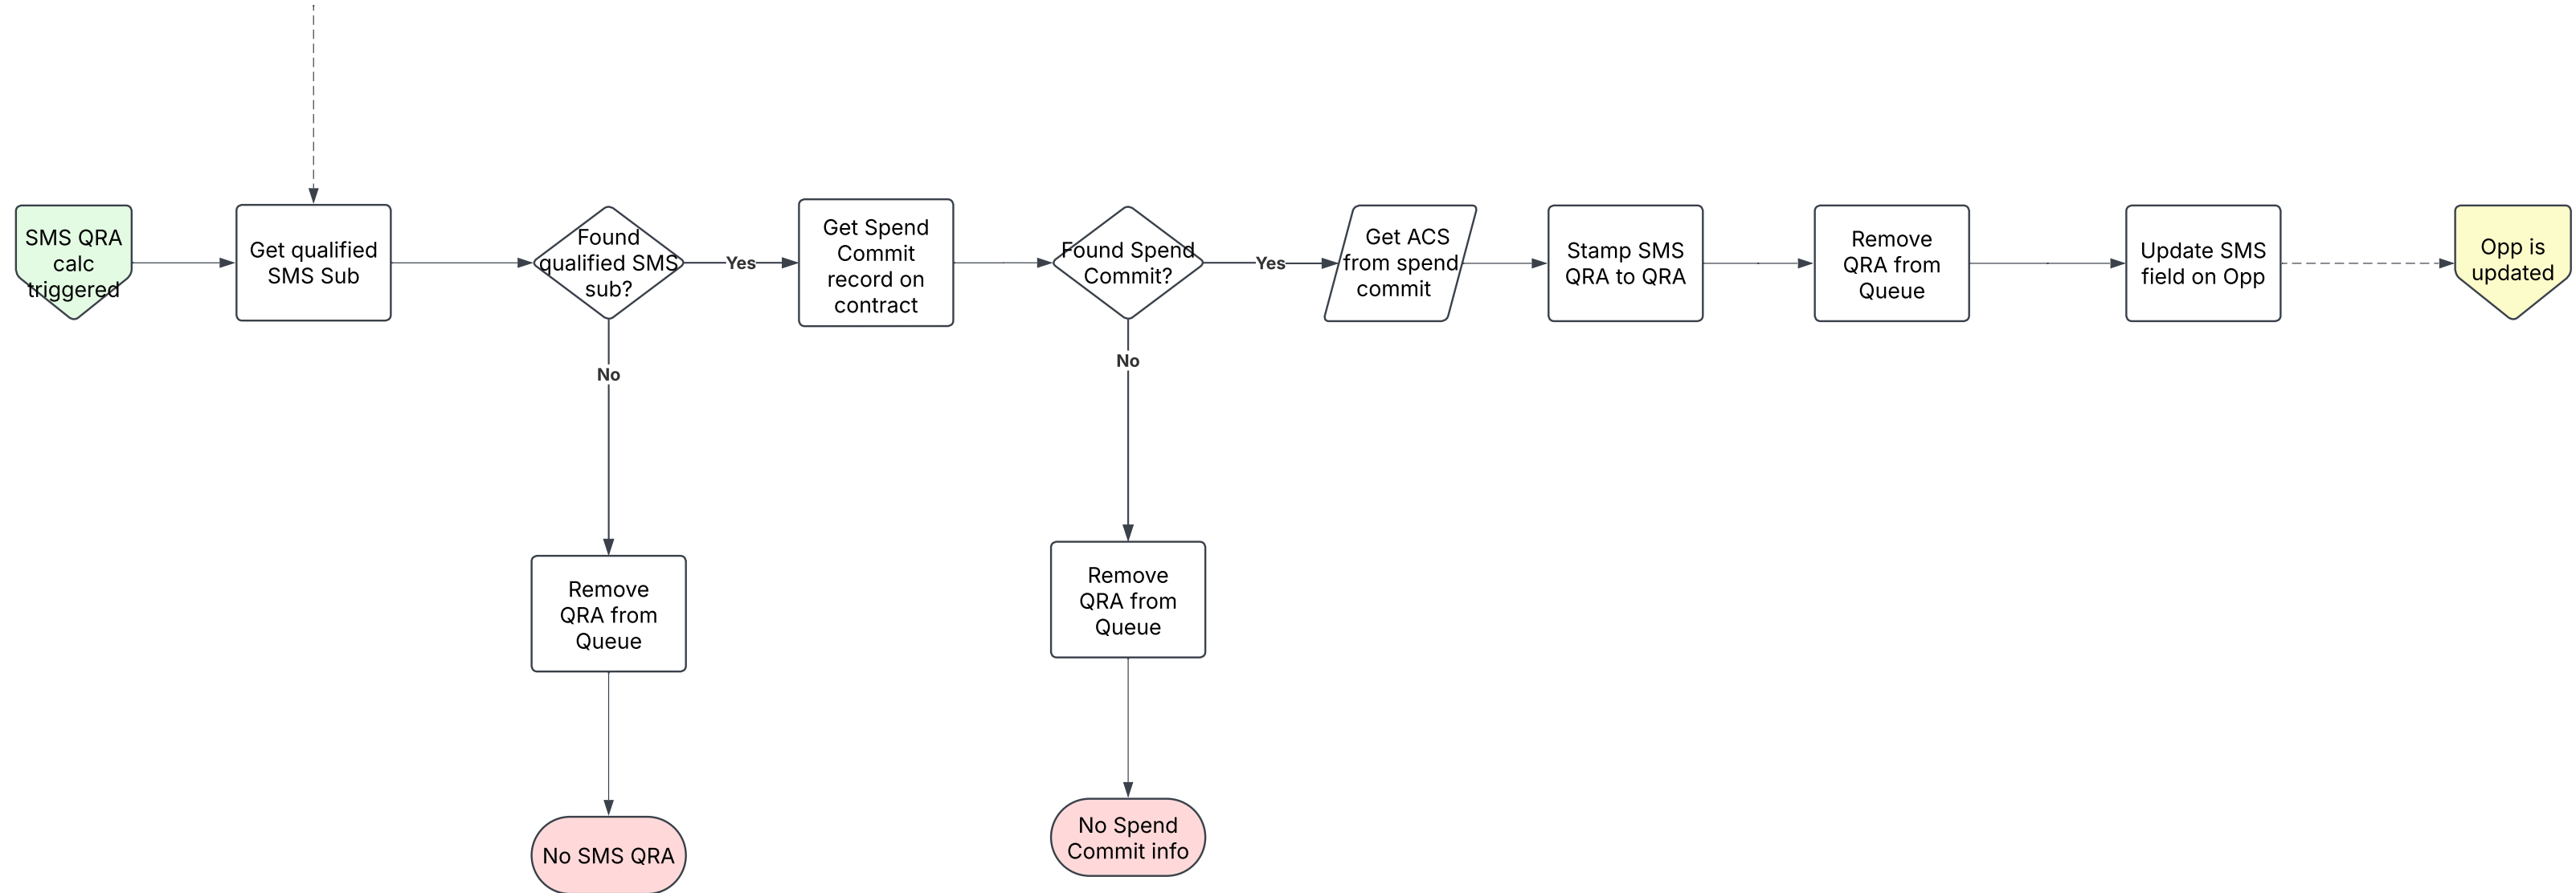 SMS QRA
calc
triggered
Get qualified
SMS Sub
Found
qualified SMS
sub?
Yes
Get Spend
Commit
record on
contract
Found Spend
Commit?
Yes
Get ACS
from spend
commit
Stamp SMS
QRA to QRA
Remove
QRA from
Queue
Update SMS
field on Opp
Opp is
updated
No
No
Remove
QRA from
Queue
Remove
QRA from
Queue
No SMS QRA
No Spend
Commit info